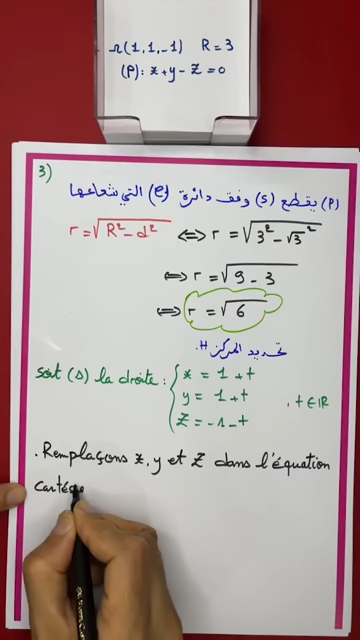 Ω(1,1,-1) R = 3
(P): x+y-z=0
3)
(P) يقطع (S) وفق دائرة (C) التي شعاعها
r = √(R² - d²) ⟺ r = √(3² - √3²)
⟺ r = √(9 - 3)
⟺ r = √6
تحديد المركز H.
soit (Δ) la droite : { x = 1 + t
y = 1 + t , t ∈ ℝ
z = -1 - t
. Remplaçons x, y et z dans l'équation
carté